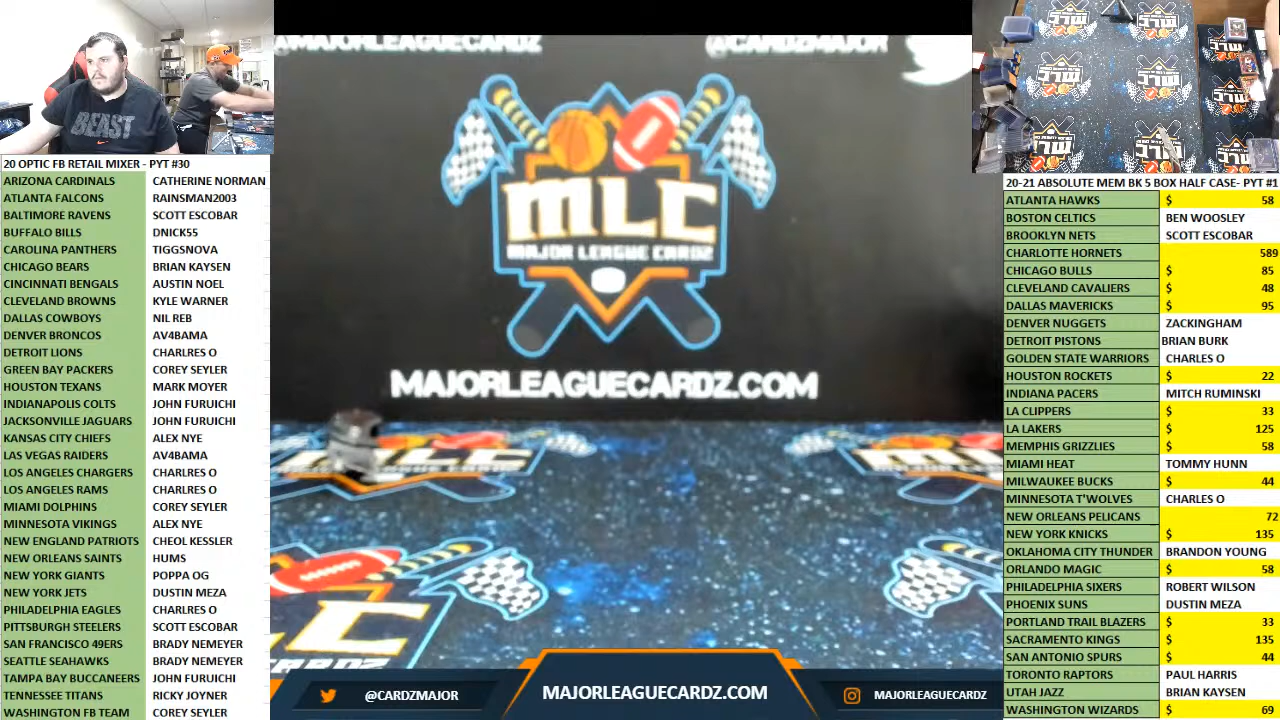 @MAJORLEAGUECARDZ
@CARDZMAJOR
MLC
MAJOR LEAGUE CARDZ
MAJORLEAGUECARDZ.COM
BEAST
20 OPTIC FB RETAIL MIXER - PYT #30
ARIZONA CARDINALS CATHERINE NORMAN
ATLANTA FALCONS RAINSMAN2003
BALTIMORE RAVENS SCOTT ESCOBAR
BUFFALO BILLS DNICK55
CAROLINA PANTHERS TIGGSNOVA
CHICAGO BEARS BRIAN KAYSEN
CINCINNATI BENGALS AUSTIN NOEL
CLEVELAND BROWNS KYLE WARNER
DALLAS COWBOYS NIL REB
DENVER BRONCOS AV4BAMA
DETROIT LIONS CHARLRES O
GREEN BAY PACKERS COREY SEYLER
HOUSTON TEXANS MARK MOYER
INDIANAPOLIS COLTS JOHN FURUICHI
JACKSONVILLE JAGUARS JOHN FURUICHI
KANSAS CITY CHIEFS ALEX NYE
LAS VEGAS RAIDERS AV4BAMA
LOS ANGELES CHARGERS CHARLRES O
LOS ANGELES RAMS CHARLRES O
MIAMI DOLPHINS COREY SEYLER
MINNESOTA VIKINGS ALEX NYE
NEW ENGLAND PATRIOTS CHEOL KESSLER
NEW ORLEANS SAINTS HUMS
NEW YORK GIANTS POPPA OG
NEW YORK JETS DUSTIN MEZA
PHILADELPHIA EAGLES CHARLRES O
PITTSBURGH STEELERS SCOTT ESCOBAR
SAN FRANCISCO 49ERS BRADY NEMEYER
SEATTLE SEAHAWKS BRADY NEMEYER
TAMPA BAY BUCCANEERS JOHN FURUICHI
TENNESSEE TITANS RICKY JOYNER
WASHINGTON FB TEAM COREY SEYLER
20-21 ABSOLUTE MEM BK 5 BOX HALF CASE- PYT #1
ATLANTA HAWKS $ 58
BOSTON CELTICS BEN WOOSLEY
BROOKLYN NETS SCOTT ESCOBAR
CHARLOTTE HORNETS 589
CHICAGO BULLS $ 85
CLEVELAND CAVALIERS $ 48
DALLAS MAVERICKS $ 95
DENVER NUGGETS ZACKINGHAM
DETROIT PISTONS BRIAN BURK
GOLDEN STATE WARRIORS CHARLES O
HOUSTON ROCKETS $ 22
INDIANA PACERS MITCH RUMINSKI
LA CLIPPERS $ 33
LA LAKERS $ 125
MEMPHIS GRIZZLIES $ 58
MIAMI HEAT TOMMY HUNN
MILWAUKEE BUCKS $ 44
MINNESOTA T'WOLVES CHARLES O
NEW ORLEANS PELICANS 72
NEW YORK KNICKS $ 135
OKLAHOMA CITY THUNDER BRANDON YOUNG
ORLANDO MAGIC $ 58
PHILADELPHIA SIXERS ROBERT WILSON
PHOENIX SUNS DUSTIN MEZA
PORTLAND TRAIL BLAZERS $ 33
SACRAMENTO KINGS $ 135
SAN ANTONIO SPURS $ 44
TORONTO RAPTORS PAUL HARRIS
UTAH JAZZ BRIAN KAYSEN
WASHINGTON WIZARDS $ 69
@CARDZMAJOR
MAJORLEAGUECARDZ.COM
MAJORLEAGUECARDZ